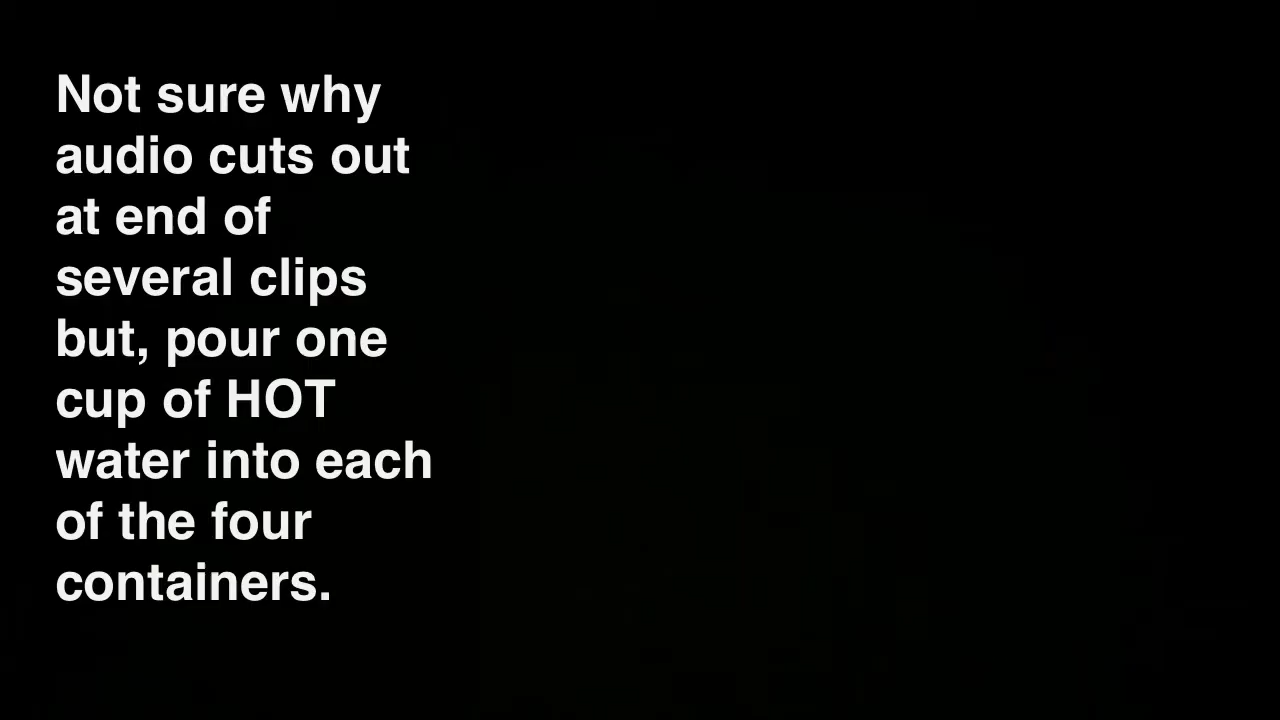 Not sure why
audio cuts out
at end of
several clips
but, pour one
cup of HOT
water into each
of the four
containers.